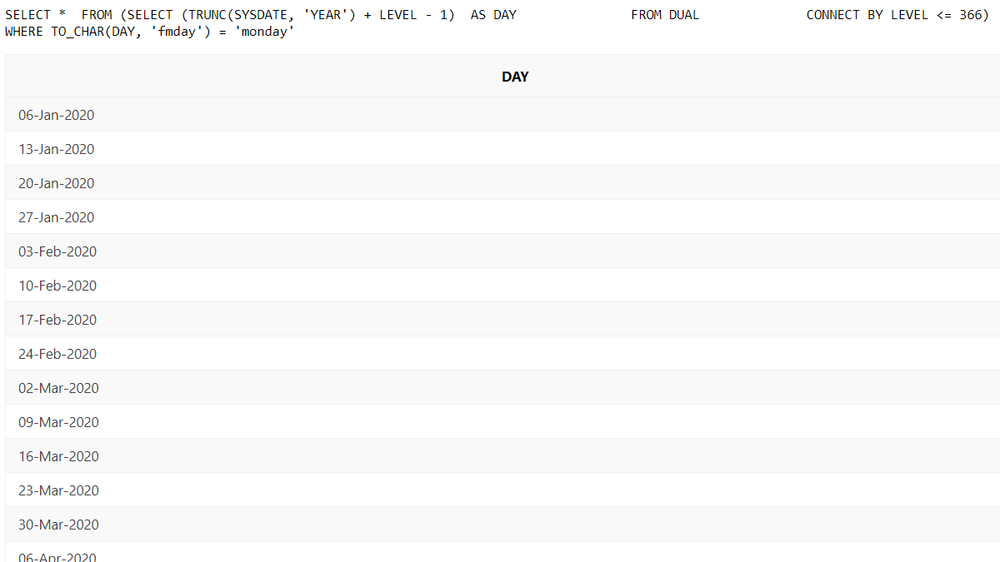 SELECT *  FROM (SELECT (TRUNC(SYSDATE, 'YEAR') + LEVEL - 1)  AS DAY               FROM DUAL              CONNECT BY LEVEL <= 366)
WHERE TO_CHAR(DAY, 'fmday') = 'monday'
DAY
06-Jan-2020
13-Jan-2020
20-Jan-2020
27-Jan-2020
03-Feb-2020
10-Feb-2020
17-Feb-2020
24-Feb-2020
02-Mar-2020
09-Mar-2020
16-Mar-2020
23-Mar-2020
30-Mar-2020
06-Apr-2020